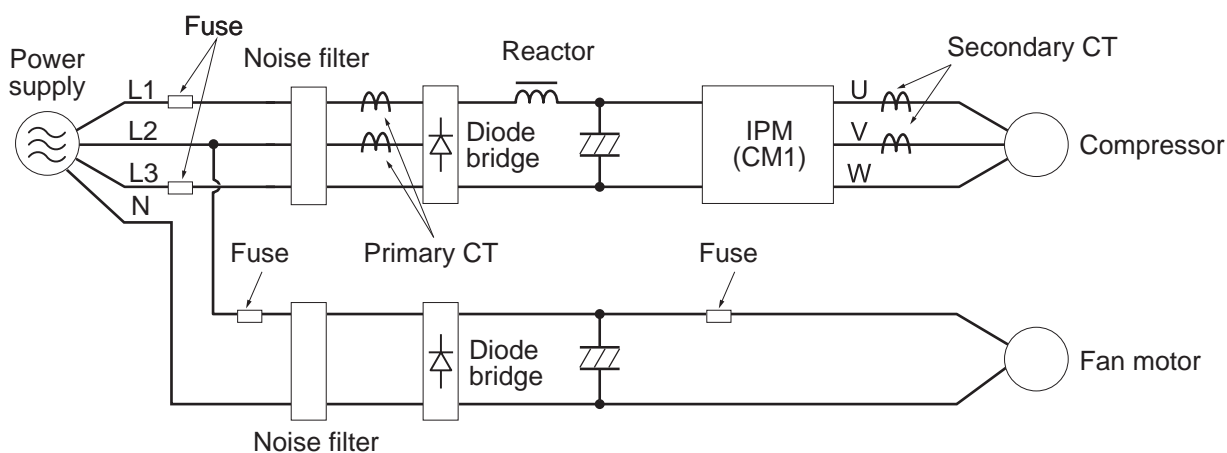 Fuse
Power
supply
Noise filter
Reactor
Secondary CT
L1
L2
L3
N
Diode
bridge
IPM
(CM1)
U
V
W
Compressor
Primary CT
Fuse
Fuse
Diode
bridge
Fan motor
Noise filter